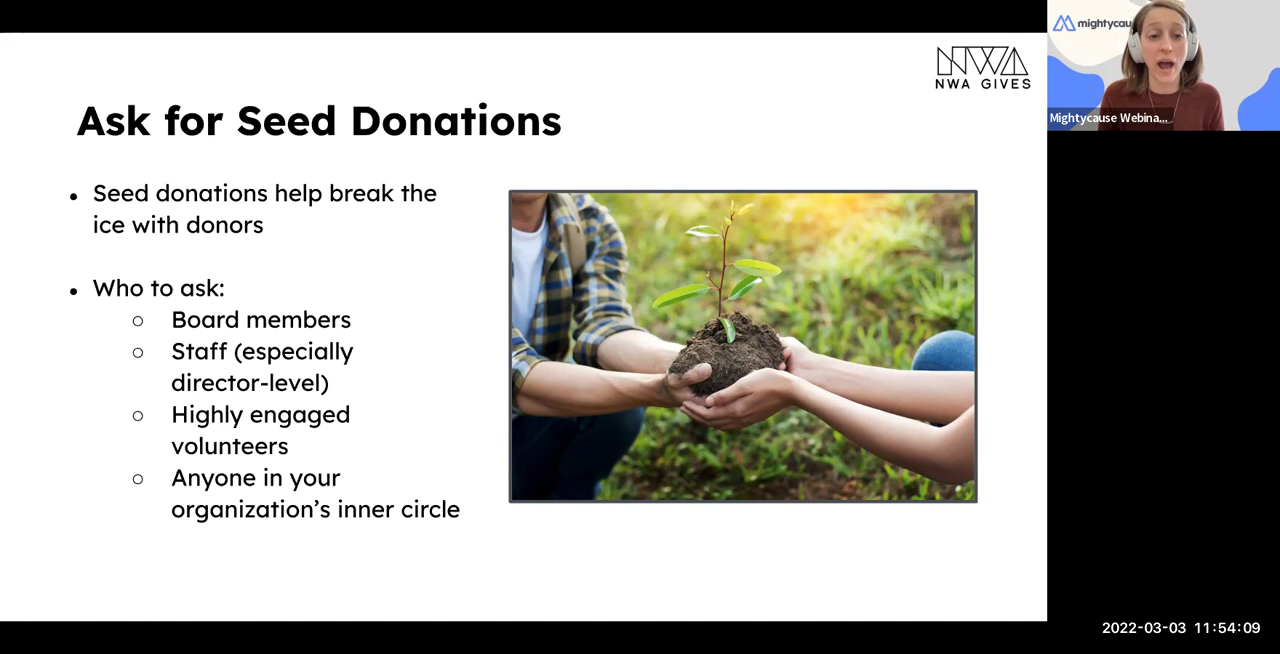 NWA
NWA GIVES
Ask for Seed Donations
• Seed donations help break the
ice with donors
• Who to ask:
○ Board members
○ Staff (especially
director-level)
○ Highly engaged
volunteers
○ Anyone in your
organization’s inner circle
mightycau
Mightycause Webina...
2022-03-03 11:54:09